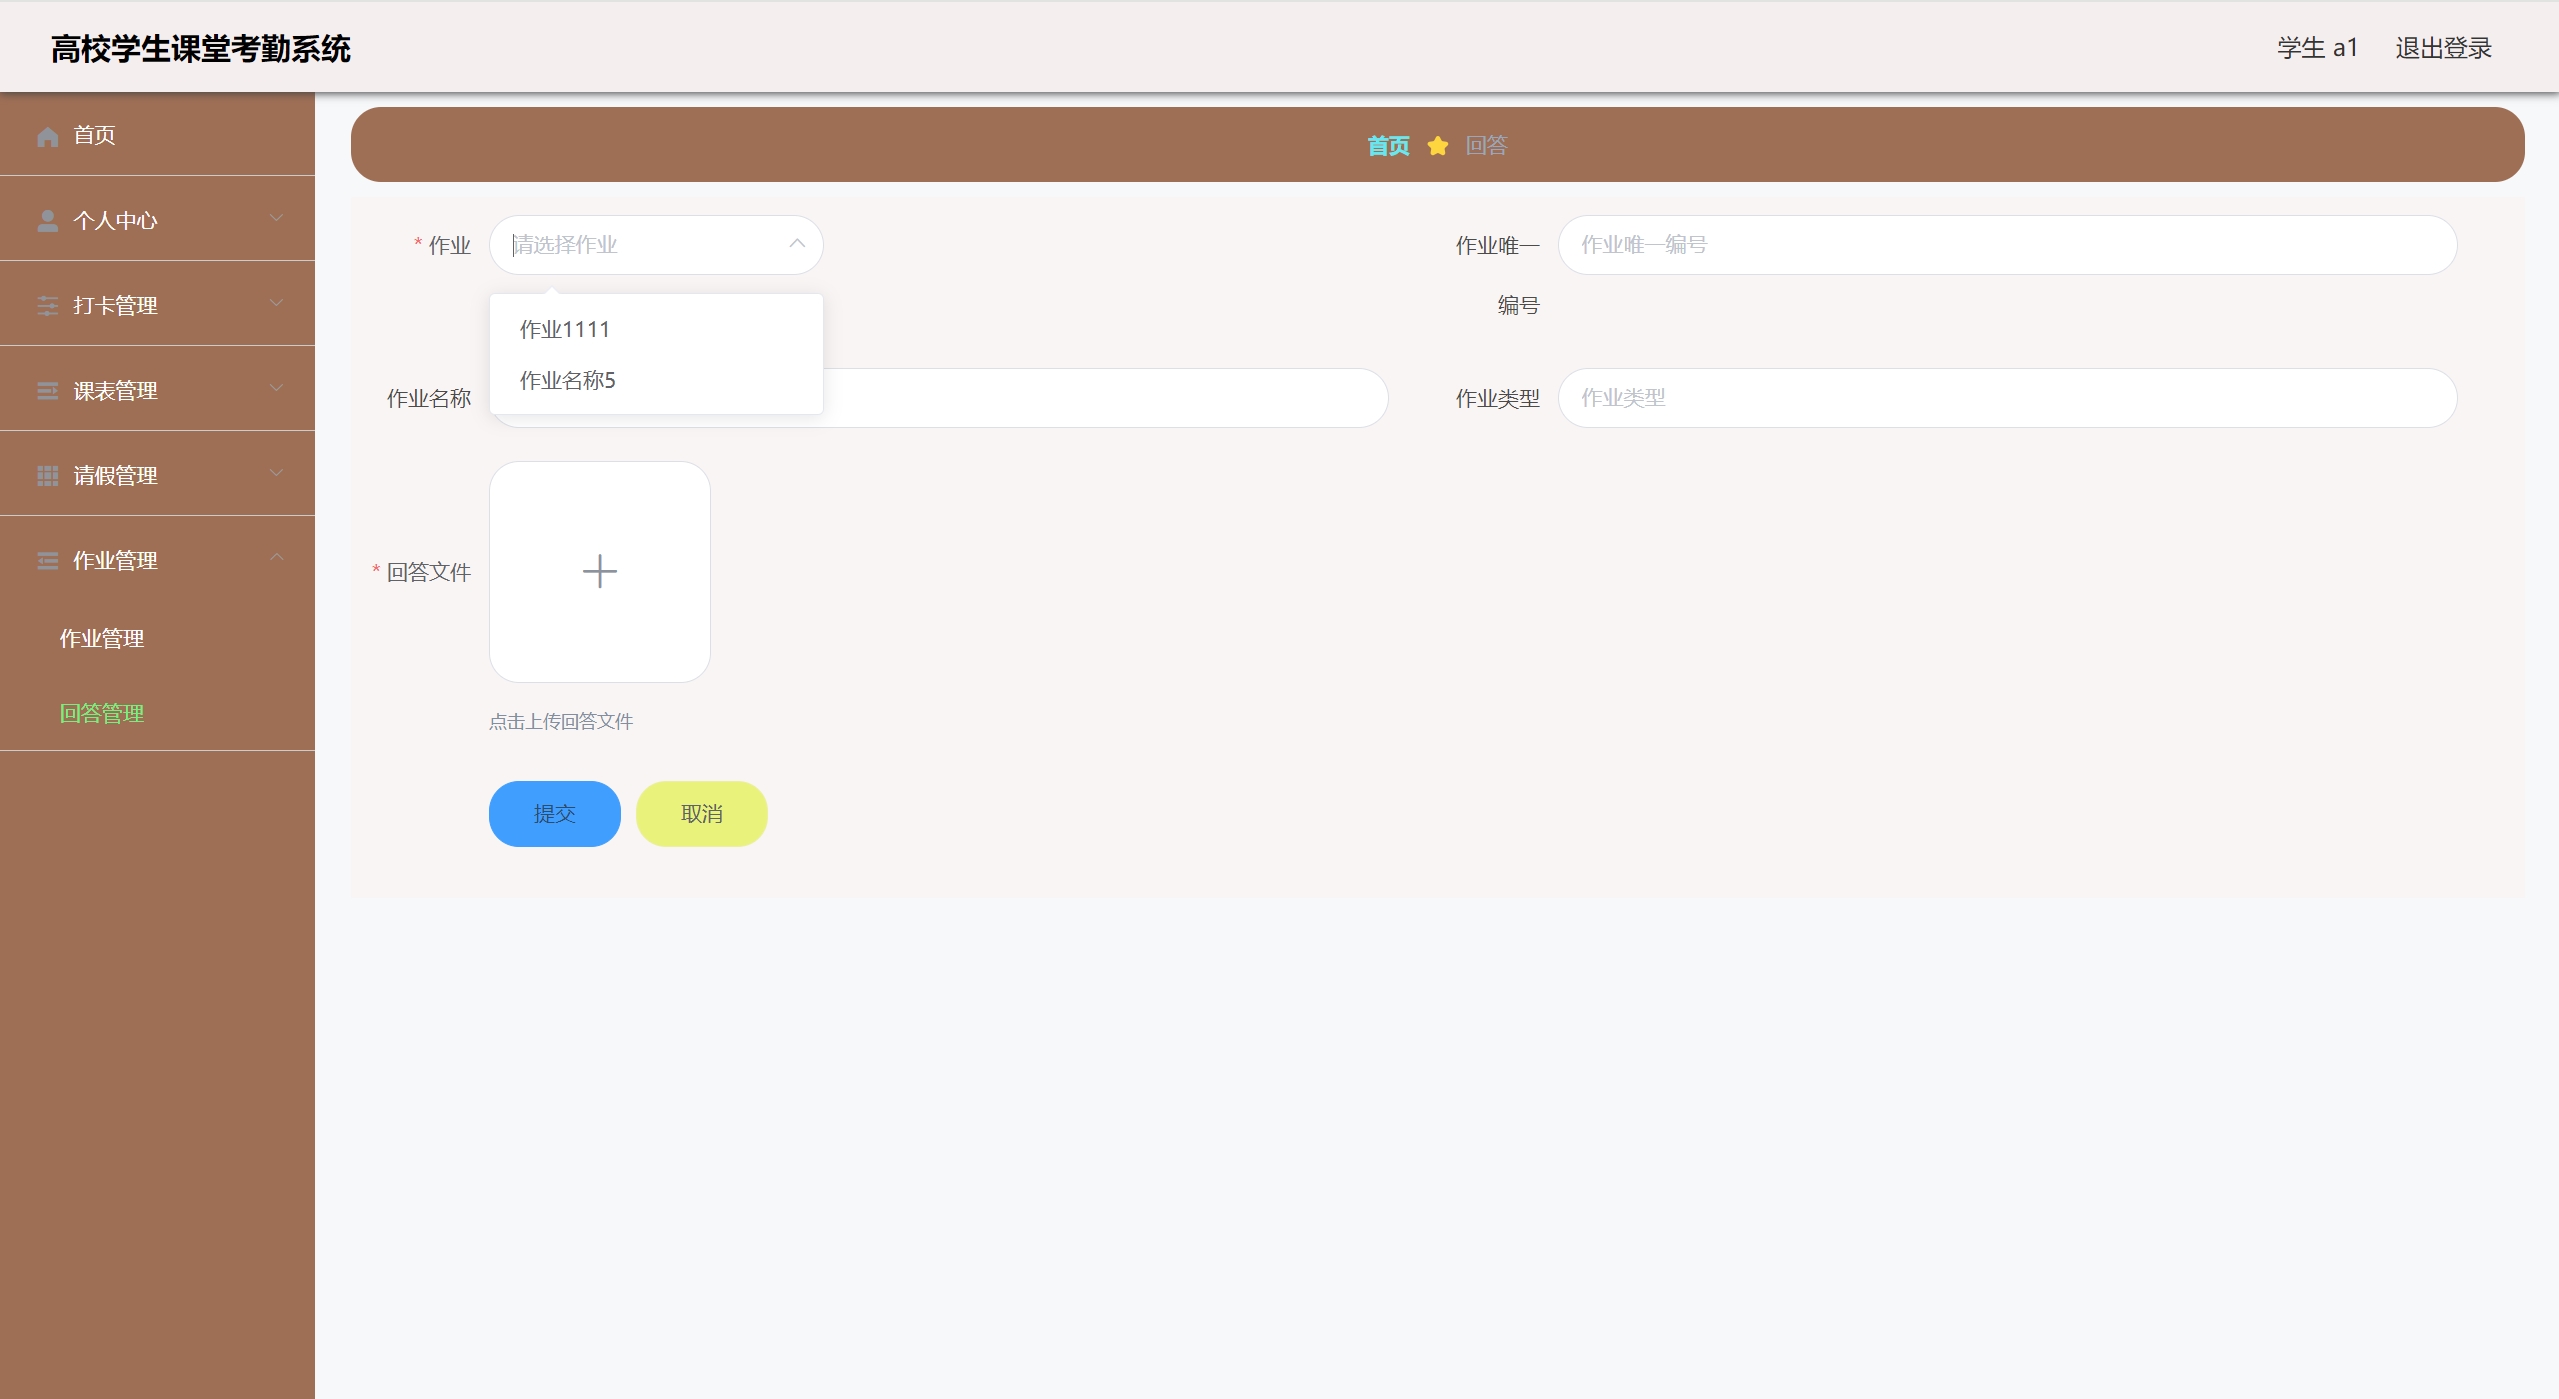 高校学生课堂考勤系统
学生 a1
退出登录
首页
个人中心
打卡管理
课表管理
请假管理
作业管理
作业管理
回答管理
首页 回答
* 作业
请选择作业
作业1111
作业名称5
作业唯一
编号
作业唯一编号
作业名称
作业类型
作业类型
* 回答文件
点击上传回答文件
提交
取消